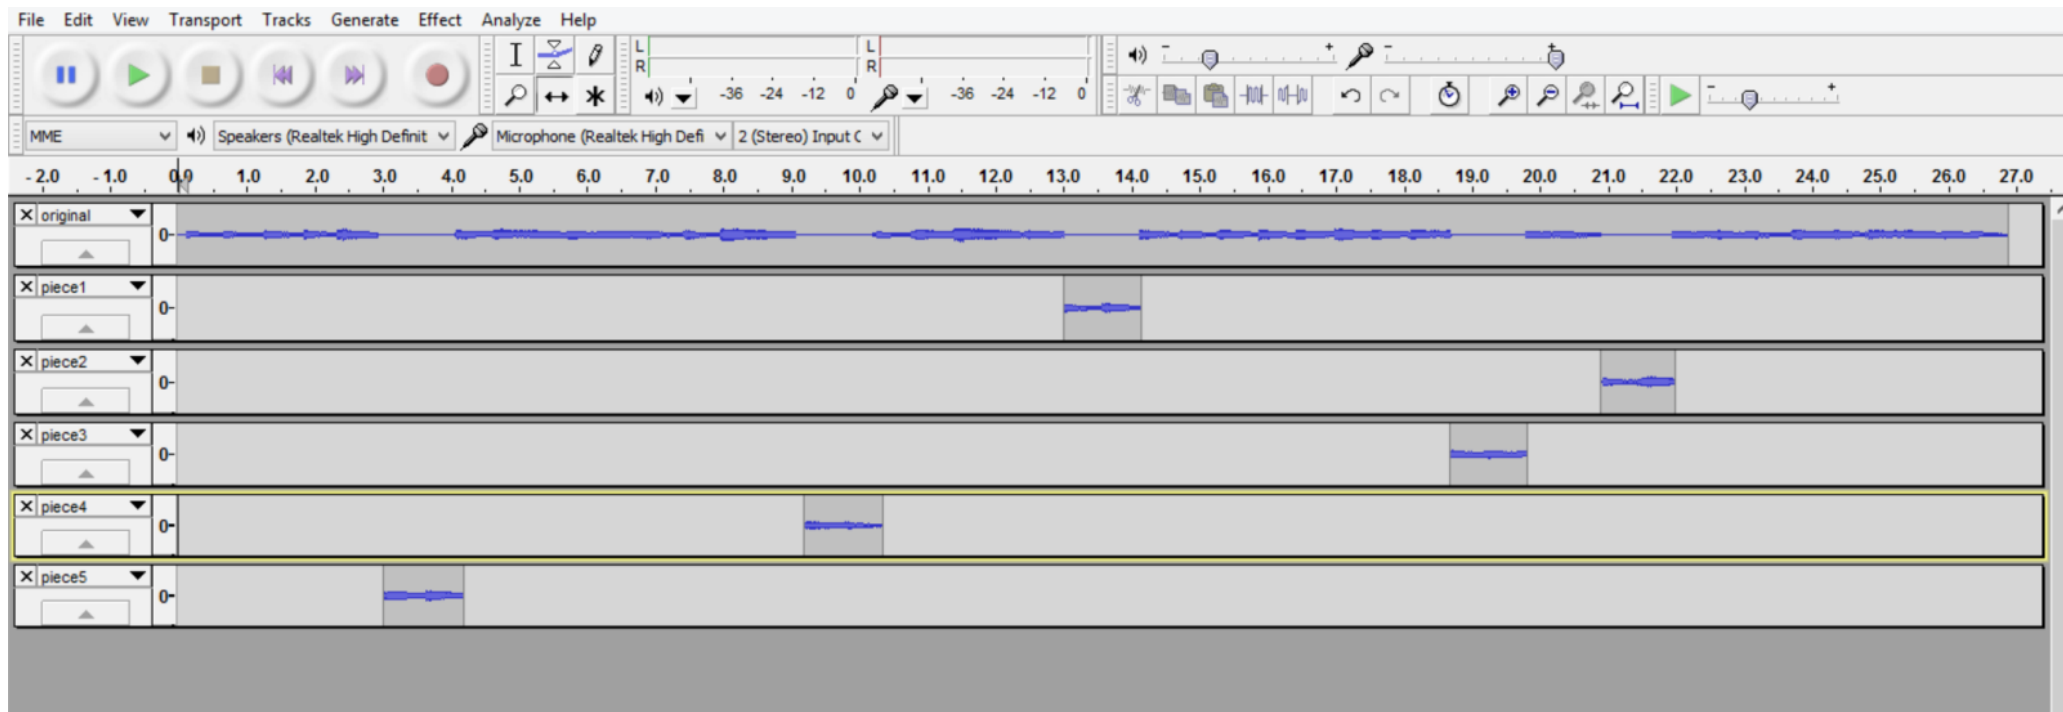 File Edit View Transport Tracks Generate Effect Analyze Help
L
R
L
R
-36 -24 -12 0
-36 -24 -12 0
MME
Speakers (Realtek High Definit
Microphone (Realtek High Defi
2 (Stereo) Input C
- 2.0 - 1.0 0.0 1.0 2.0 3.0 4.0 5.0 6.0 7.0 8.0 9.0 10.0 11.0 12.0 13.0 14.0 15.0 16.0 17.0 18.0 19.0 20.0 21.0 22.0 23.0 24.0 25.0 26.0 27.0
original
0-
piece1
0-
piece2
0-
piece3
0-
piece4
0-
piece5
0-